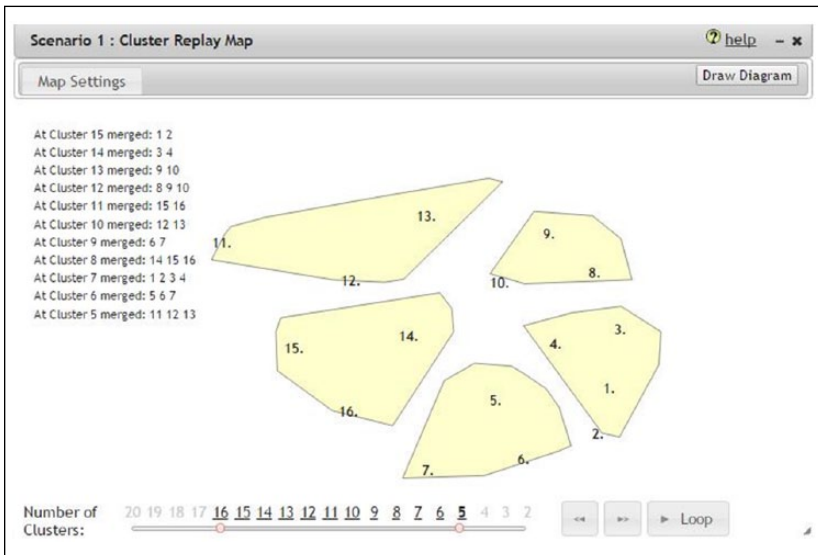 Scenario 1 : Cluster Replay Map
help
Map Settings
Draw Diagram
At Cluster 15 merged: 1 2
At Cluster 14 merged: 3 4
At Cluster 13 merged: 9 10
At Cluster 12 merged: 8 9 10
At Cluster 11 merged: 15 16
At Cluster 10 merged: 12 13
At Cluster 9 merged: 6 7
At Cluster 8 merged: 14 15 16
At Cluster 7 merged: 1 2 3 4
At Cluster 6 merged: 5 6 7
At Cluster 5 merged: 11 12 13
13.
11.
12.
9.
10.
8.
15.
14.
16.
4.
3.
1.
2.
5.
6.
7.
Number of
Clusters:
20 19 18 17 16 15 14 13 12 11 10 9 8 7 6 5 4 3 2
Loop